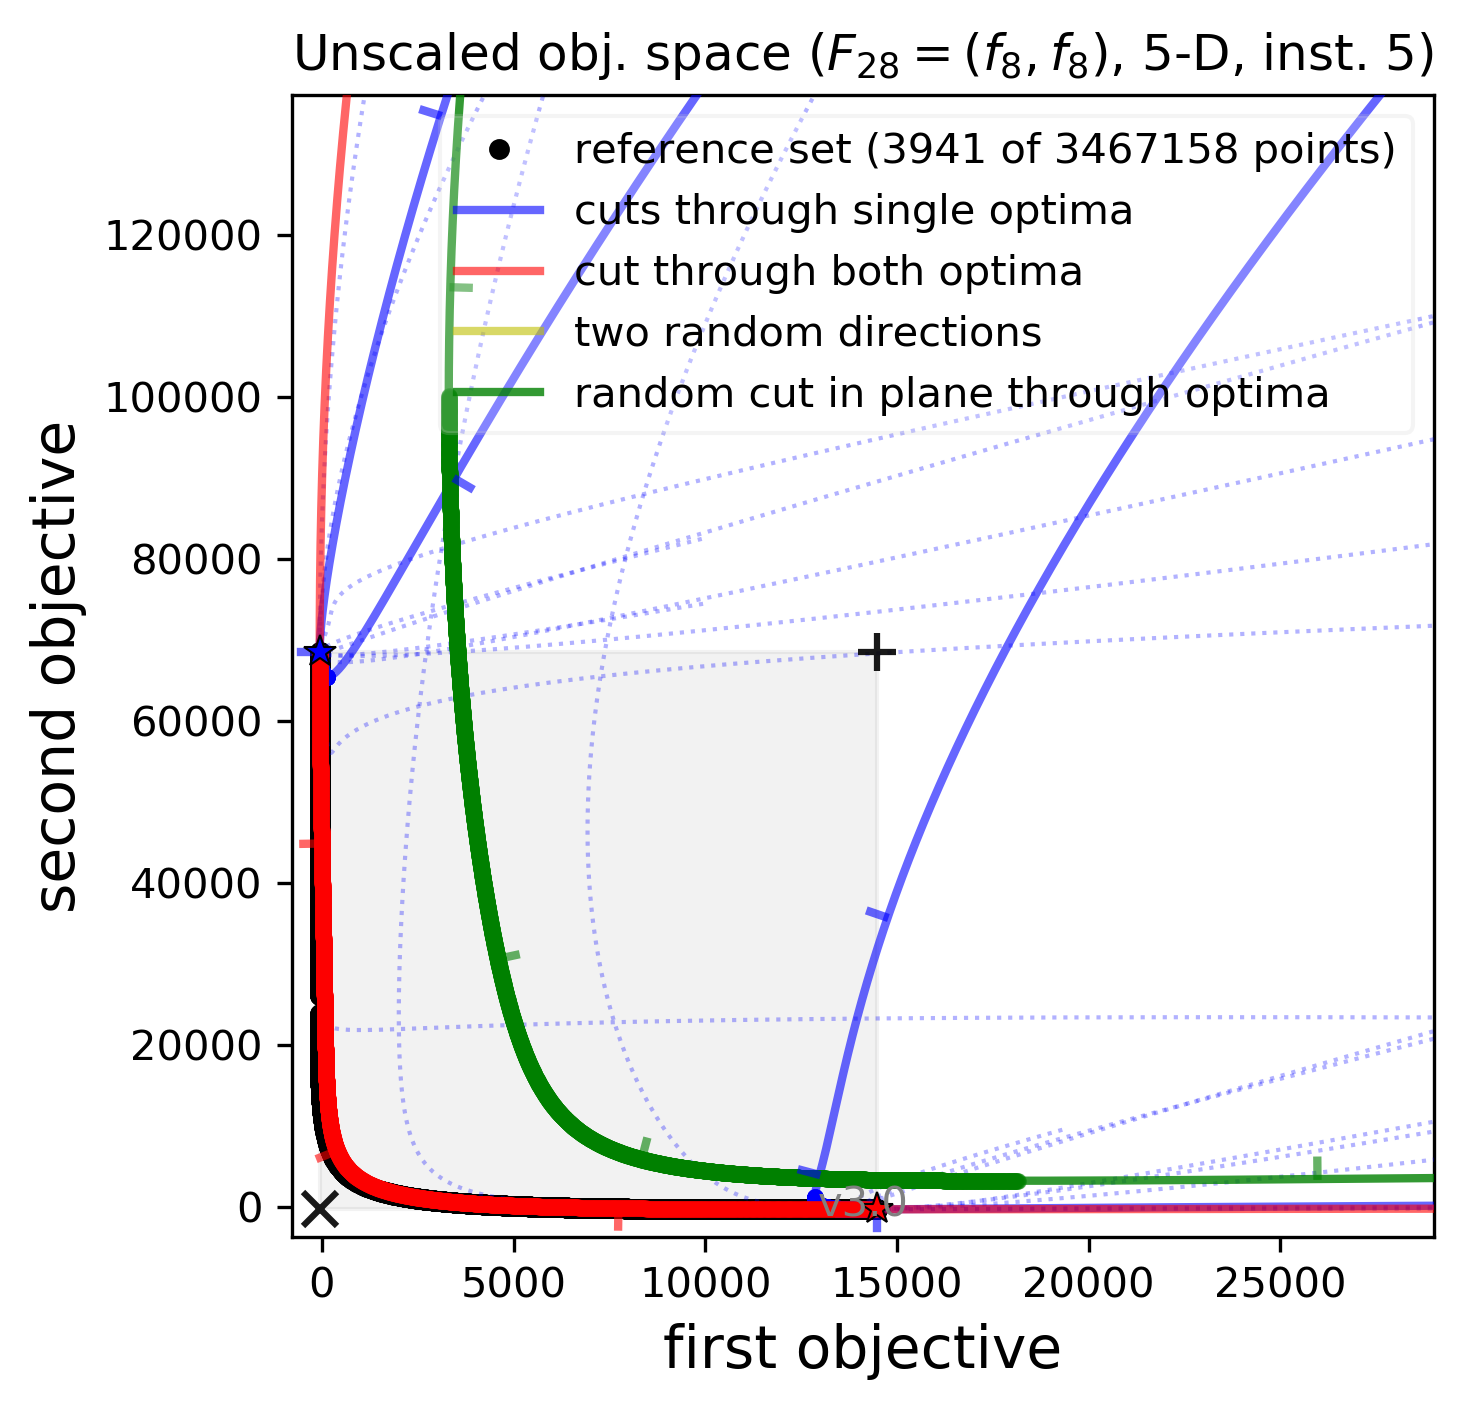 Unscaled obj. space (F₂₈ = (f₈, f₈), 5-D, inst. 5)
reference set (3941 of 3467158 points)
cuts through single optima
cut through both optima
two random directions
random cut in plane through optima
second objective
120000
100000
80000
60000
40000
20000
0
v3.0
0 5000 10000 15000 20000 25000
first objective